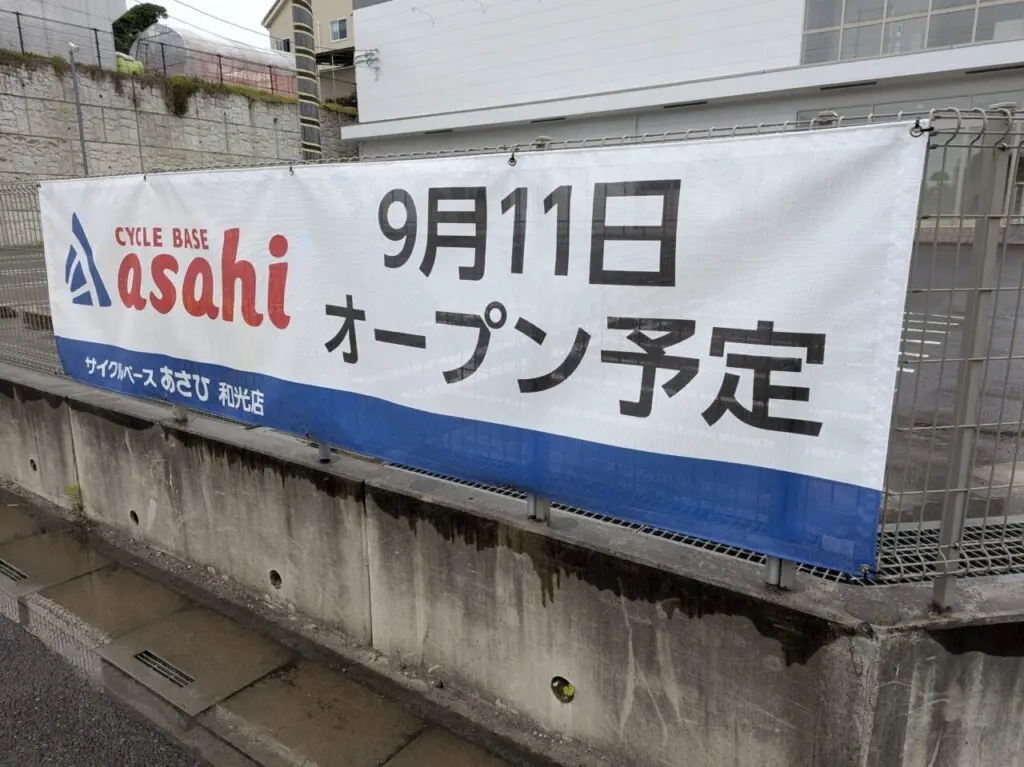 CYCLE BASE
asahi
サイクルベース あさひ 和光店
9月11日
オープン予定